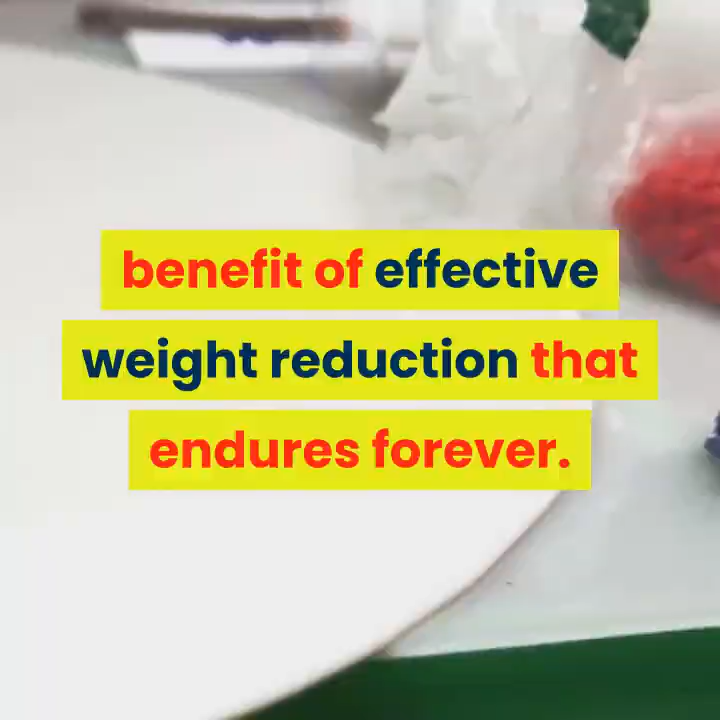 benefit of effective
weight reduction that
endures forever.